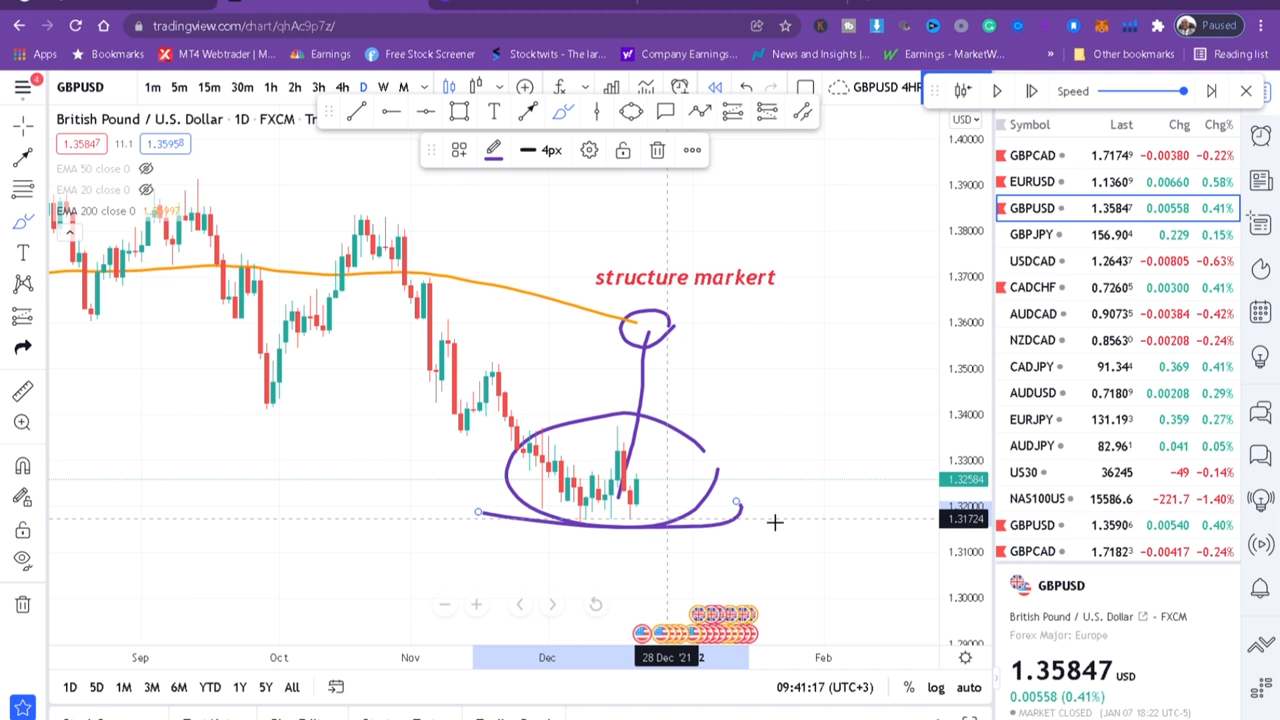 tradingview.com/chart/qhAc9p7z/
Paused
Apps Bookmarks MT4 Webtrader | M... Earnings Free Stock Screener Stocktwits - The lar... Company Earnings... News and Insights |... Earnings - MarketW... » Other bookmarks Reading list
4 GBPUSD 1m 5m 15m 30m 1h 2h 3h 4h D W M GBPUSD 4HR Speed
British Pound / U.S. Dollar · 1D · FXCM · Tr
USD
1.35847 11.1 1.35958
4px
EMA 50 close 0
EMA 20 close 0
EMA 200 close 0
structure markert
1.40000
1.39000
1.38000
1.37000
1.36000
1.35000
1.34000
1.33000
1.32584
1.32000
1.31724
1.31000
1.30000
Sep Oct Nov Dec 28 Dec '21 2 Feb
1D 5D 1M 3M 6M YTD 1Y 5Y All 09:41:17 (UTC+3) % log auto
Symbol Last Chg Chg%
GBPCAD 1.71749 -0.00380 -0.22%
EURUSD 1.13609 0.00660 0.58%
GBPUSD 1.35847 0.00558 0.41%
GBPJPY 156.904 0.229 0.15%
USDCAD 1.26437 -0.00805 -0.63%
CADCHF 0.72605 0.00300 0.41%
AUDCAD 0.90735 -0.00384 -0.42%
NZDCAD 0.85630 -0.00208 -0.24%
CADJPY 91.344 0.369 0.41%
AUDUSD 0.71809 0.00208 0.29%
EURJPY 131.193 0.359 0.27%
AUDJPY 82.961 0.041 0.05%
US30 36245 -49 -0.14%
NAS100US 15586.6 -221.7 -1.40%
GBPUSD 1.35906 0.00540 0.40%
GBPCAD 1.71823 -0.00417 -0.24%
GBPUSD
British Pound / U.S. Dollar - FXCM
Forex Major: Europe
1.35847 USD
0.00558 (0.41%)
MARKET CLOSED (JAN 07 18:22 UTC-5)